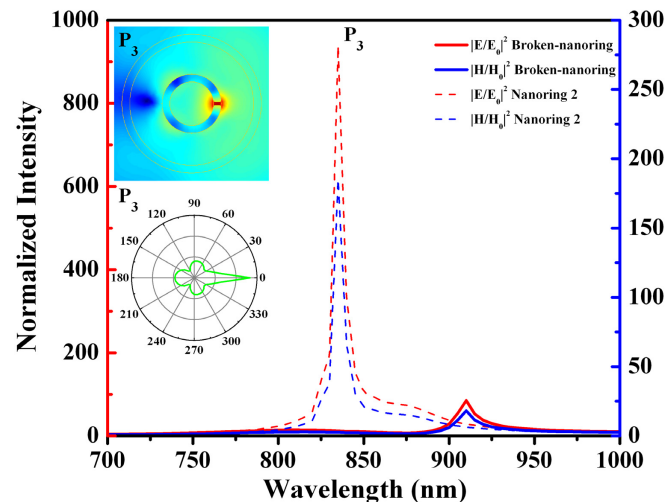 P3
P3
|E/E0|^2 Broken-nanoring
|H/H0|^2 Broken-nanoring
|E/E0|^2 Nanoring 2
|H/H0|^2 Nanoring 2
P3
90
120 60
150 30
180 0
210 330
240 300
270
Normalized Intensity
1000
800
600
400
200
0
300
250
200
150
100
50
0
700 750 800 850 900 950 1000
Wavelength (nm)